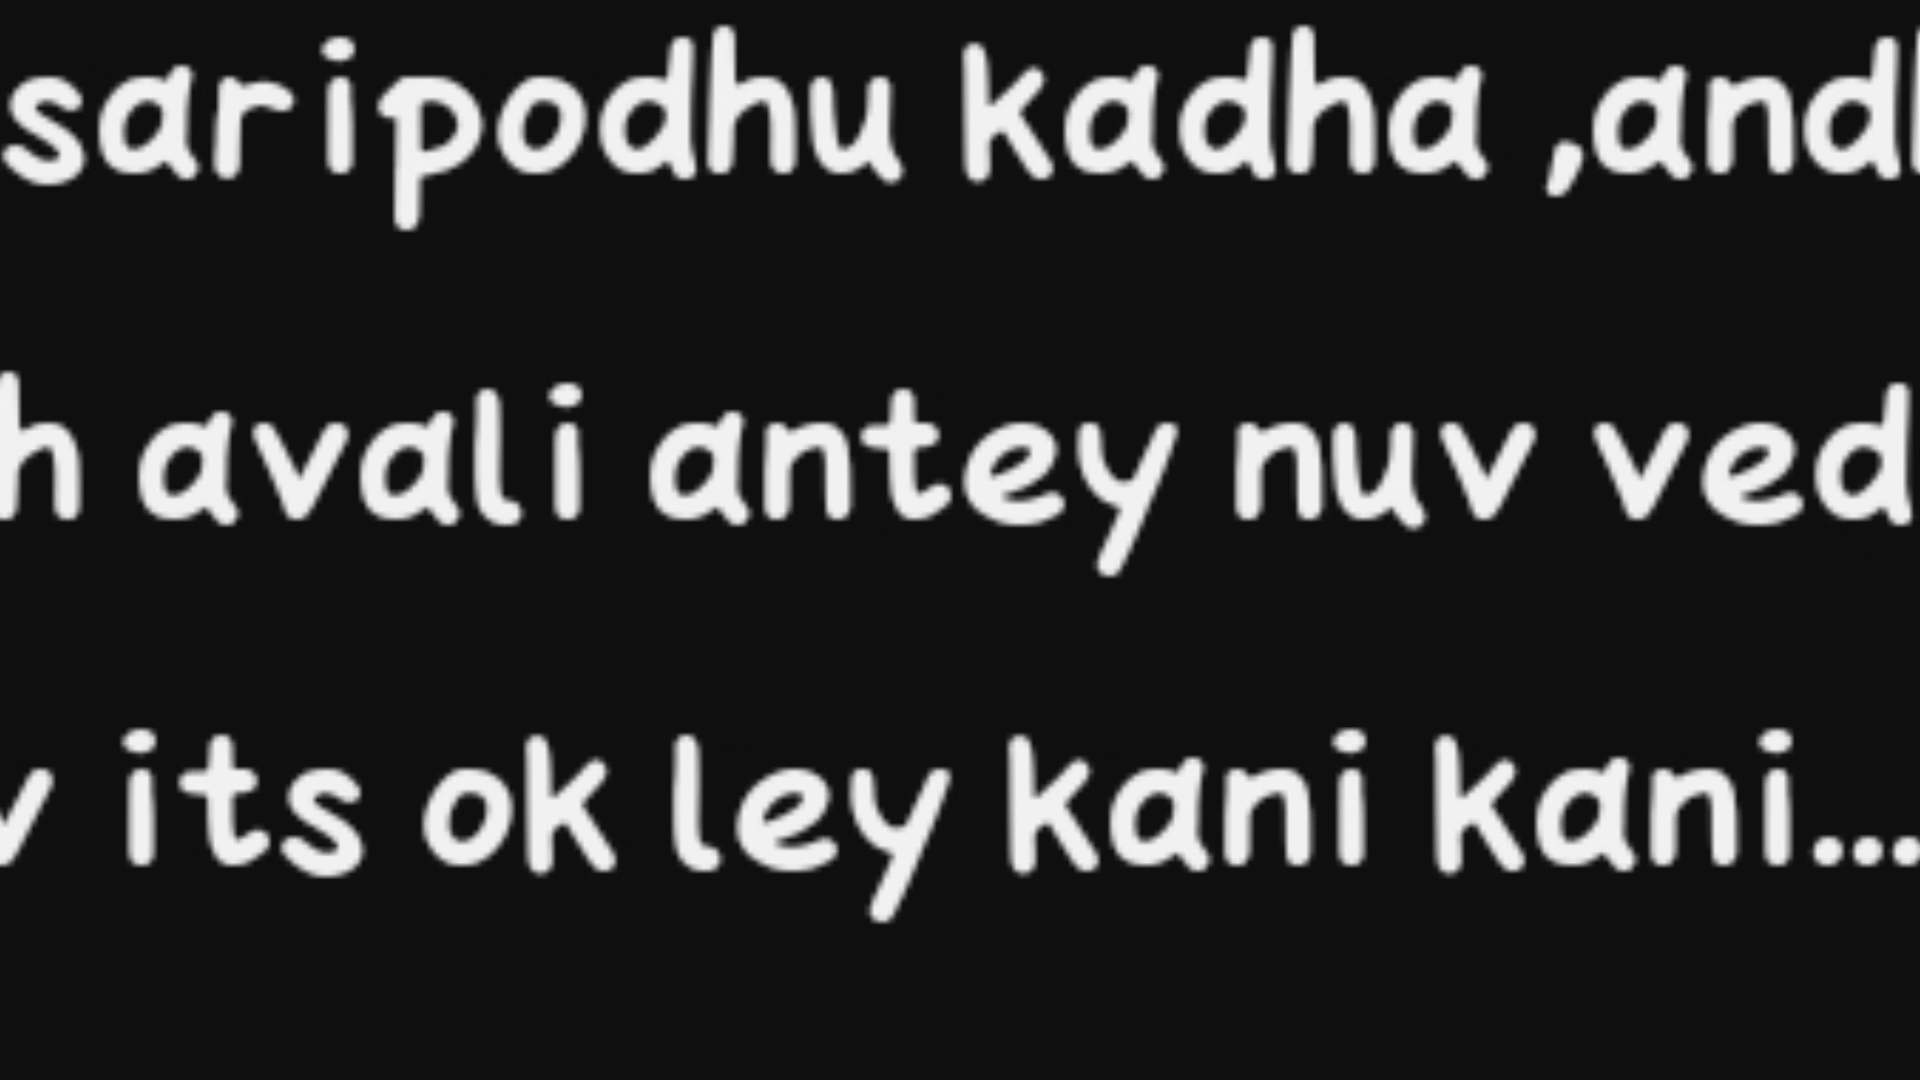 saripodhu kadha ,and
avali antey nuv ved
its ok ley kani kani...